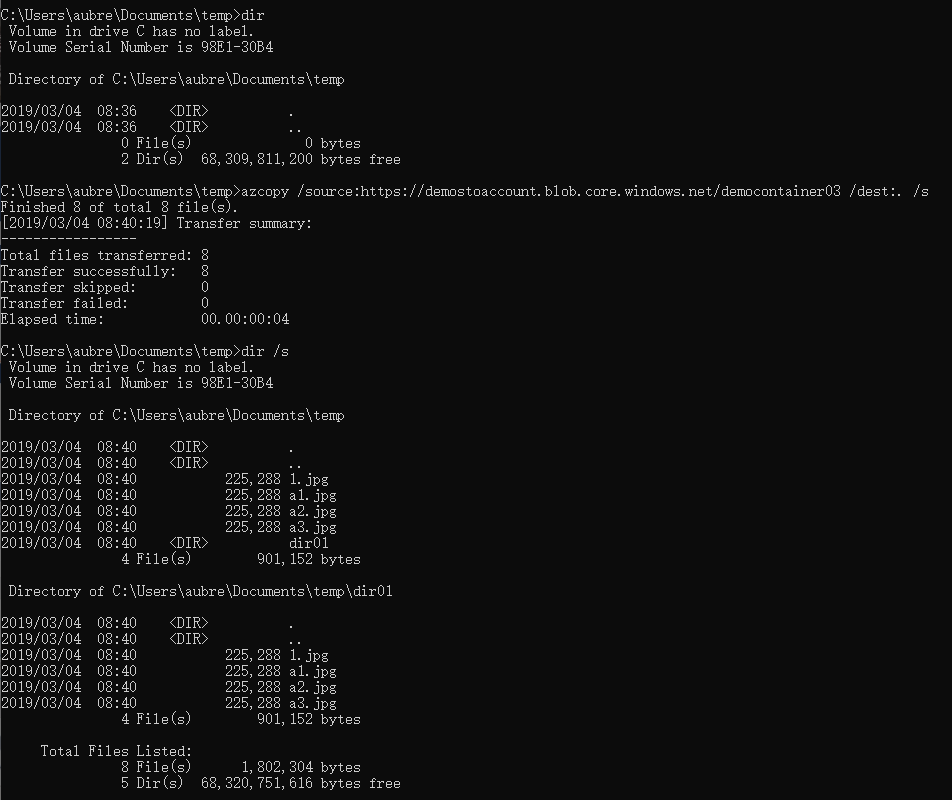 C:\Users\aubre\Documents\temp>dir
 Volume in drive C has no label.
 Volume Serial Number is 98E1-30B4

 Directory of C:\Users\aubre\Documents\temp

2019/03/04  08:36    <DIR>          .
2019/03/04  08:36    <DIR>          ..
               0 File(s)              0 bytes
               2 Dir(s)  68,309,811,200 bytes free

C:\Users\aubre\Documents\temp>azcopy /source:https://demostoaccount.blob.core.windows.net/democontainer03 /dest:. /s
Finished 8 of total 8 file(s).
[2019/03/04 08:40:19] Transfer summary:
-----------------
Total files transferred: 8
Transfer successfully:   8
Transfer skipped:        0
Transfer failed:         0
Elapsed time:            00.00:00:04

C:\Users\aubre\Documents\temp>dir /s
 Volume in drive C has no label.
 Volume Serial Number is 98E1-30B4

 Directory of C:\Users\aubre\Documents\temp

2019/03/04  08:40    <DIR>          .
2019/03/04  08:40    <DIR>          ..
2019/03/04  08:40           225,288 1.jpg
2019/03/04  08:40           225,288 a1.jpg
2019/03/04  08:40           225,288 a2.jpg
2019/03/04  08:40           225,288 a3.jpg
2019/03/04  08:40    <DIR>          dir01
               4 File(s)        901,152 bytes

 Directory of C:\Users\aubre\Documents\temp\dir01

2019/03/04  08:40    <DIR>          .
2019/03/04  08:40    <DIR>          ..
2019/03/04  08:40           225,288 1.jpg
2019/03/04  08:40           225,288 a1.jpg
2019/03/04  08:40           225,288 a2.jpg
2019/03/04  08:40           225,288 a3.jpg
               4 File(s)        901,152 bytes

     Total Files Listed:
               8 File(s)      1,802,304 bytes
               5 Dir(s)  68,320,751,616 bytes free